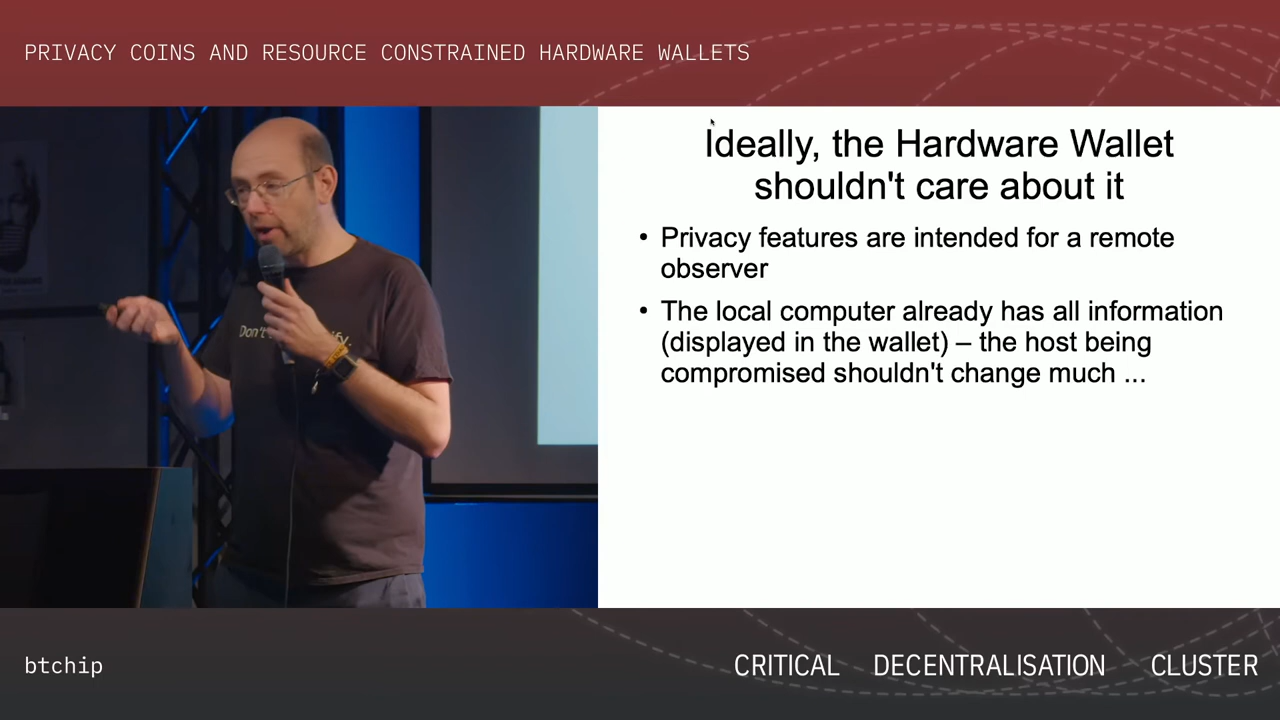 PRIVACY COINS AND RESOURCE CONSTRAINED HARDWARE WALLETS
Ideally, the Hardware Wallet
shouldn't care about it
• Privacy features are intended for a remote
observer
• The local computer already has all information
(displayed in the wallet) – the host being
compromised shouldn't change much ...
Don't
btchip
CRITICAL DECENTRALISATION CLUSTER